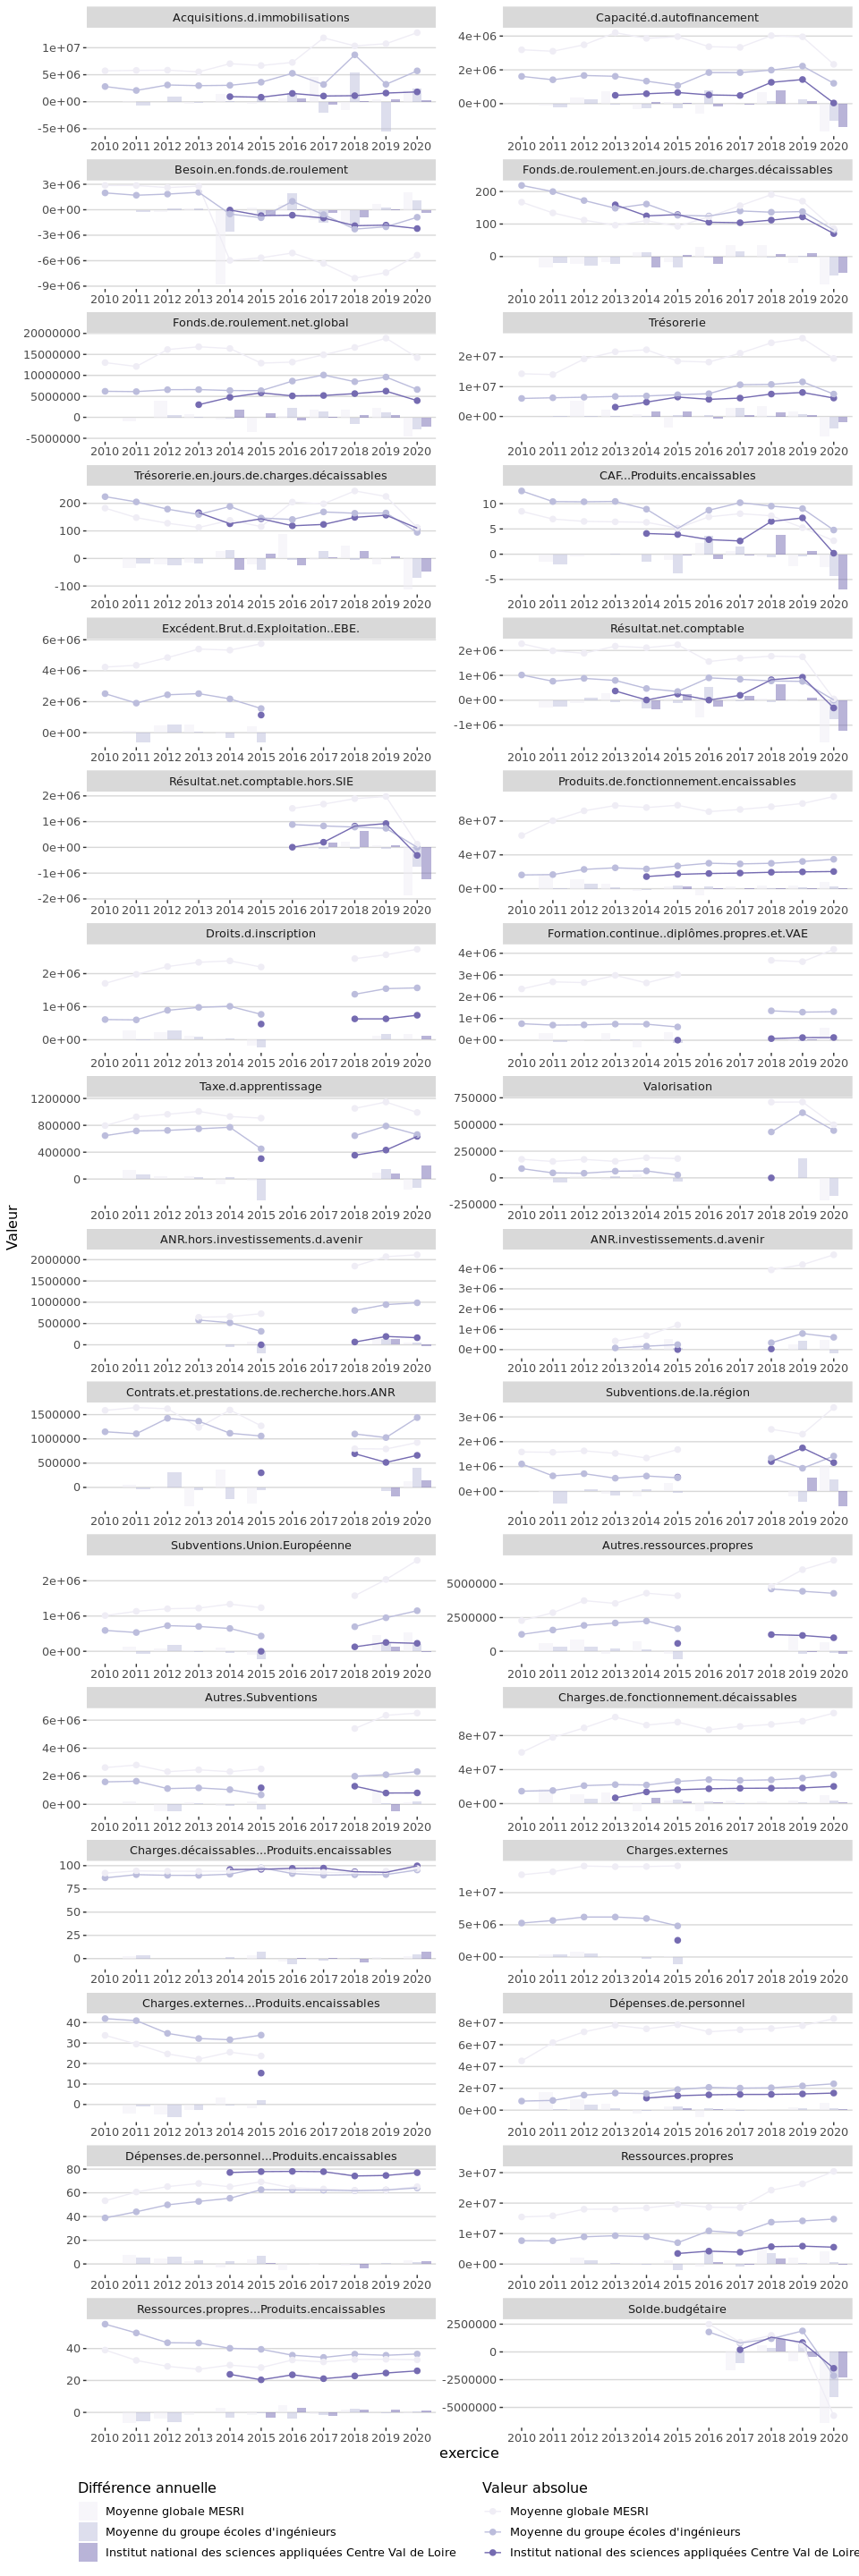 Acquisitions.d.immobilisations
Capacité.d.autofinancement
1e+07
5e+06
0e+00
-5e+06
4e+06
2e+06
0e+00
2010 2011 2012 2013 2014 2015 2016 2017 2018 2019 2020
2010 2011 2012 2013 2014 2015 2016 2017 2018 2019 2020
Besoin.en.fonds.de.roulement
Fonds.de.roulement.en.jours.de.charges.décaissables
3e+06
0e+00
-3e+06
-6e+06
-9e+06
200
100
0
2010 2011 2012 2013 2014 2015 2016 2017 2018 2019 2020
2010 2011 2012 2013 2014 2015 2016 2017 2018 2019 2020
Fonds.de.roulement.net.global
Trésorerie
20000000
15000000
10000000
5000000
0
-5000000
2e+07
1e+07
0e+00
2010 2011 2012 2013 2014 2015 2016 2017 2018 2019 2020
2010 2011 2012 2013 2014 2015 2016 2017 2018 2019 2020
Trésorerie.en.jours.de.charges.décaissables
CAF...Produits.encaissables
200
100
0
-100
10
5
0
-5
2010 2011 2012 2013 2014 2015 2016 2017 2018 2019 2020
2010 2011 2012 2013 2014 2015 2016 2017 2018 2019 2020
Excédent.Brut.d.Exploitation..EBE.
Résultat.net.comptable
6e+06
4e+06
2e+06
0e+00
2e+06
1e+06
0e+00
-1e+06
2010 2011 2012 2013 2014 2015 2016 2017 2018 2019 2020
2010 2011 2012 2013 2014 2015 2016 2017 2018 2019 2020
Résultat.net.comptable.hors.SIE
Produits.de.fonctionnement.encaissables
2e+06
1e+06
0e+00
-1e+06
-2e+06
8e+07
4e+07
0e+00
2010 2011 2012 2013 2014 2015 2016 2017 2018 2019 2020
2010 2011 2012 2013 2014 2015 2016 2017 2018 2019 2020
Droits.d.inscription
Formation.continue..diplômes.propres.et.VAE
2e+06
1e+06
0e+00
4e+06
3e+06
2e+06
1e+06
0e+00
2010 2011 2012 2013 2014 2015 2016 2017 2018 2019 2020
2010 2011 2012 2013 2014 2015 2016 2017 2018 2019 2020
Taxe.d.apprentissage
Valorisation
1200000
800000
400000
0
750000
500000
250000
0
-250000
2010 2011 2012 2013 2014 2015 2016 2017 2018 2019 2020
2010 2011 2012 2013 2014 2015 2016 2017 2018 2019 2020
Valeur
ANR.hors.investissements.d.avenir
ANR.investissements.d.avenir
2000000
1500000
1000000
500000
0
4e+06
3e+06
2e+06
1e+06
0e+00
2010 2011 2012 2013 2014 2015 2016 2017 2018 2019 2020
2010 2011 2012 2013 2014 2015 2016 2017 2018 2019 2020
Contrats.et.prestations.de.recherche.hors.ANR
Subventions.de.la.région
1500000
1000000
500000
0
3e+06
2e+06
1e+06
0e+00
2010 2011 2012 2013 2014 2015 2016 2017 2018 2019 2020
2010 2011 2012 2013 2014 2015 2016 2017 2018 2019 2020
Subventions.Union.Européenne
Autres.ressources.propres
2e+06
1e+06
0e+00
5000000
2500000
0
2010 2011 2012 2013 2014 2015 2016 2017 2018 2019 2020
2010 2011 2012 2013 2014 2015 2016 2017 2018 2019 2020
Autres.Subventions
Charges.de.fonctionnement.décaissables
6e+06
4e+06
2e+06
0e+00
8e+07
4e+07
0e+00
2010 2011 2012 2013 2014 2015 2016 2017 2018 2019 2020
2010 2011 2012 2013 2014 2015 2016 2017 2018 2019 2020
Charges.décaissables...Produits.encaissables
Charges.externes
100
75
50
25
0
1e+07
5e+06
0e+00
2010 2011 2012 2013 2014 2015 2016 2017 2018 2019 2020
2010 2011 2012 2013 2014 2015 2016 2017 2018 2019 2020
Charges.externes...Produits.encaissables
Dépenses.de.personnel
40
30
20
10
0
8e+07
6e+07
4e+07
2e+07
0e+00
2010 2011 2012 2013 2014 2015 2016 2017 2018 2019 2020
2010 2011 2012 2013 2014 2015 2016 2017 2018 2019 2020
Dépenses.de.personnel...Produits.encaissables
Ressources.propres
80
60
40
20
0
3e+07
2e+07
1e+07
0e+00
2010 2011 2012 2013 2014 2015 2016 2017 2018 2019 2020
2010 2011 2012 2013 2014 2015 2016 2017 2018 2019 2020
Ressources.propres...Produits.encaissables
Solde.budgétaire
40
20
0
2500000
0
-2500000
-5000000
2010 2011 2012 2013 2014 2015 2016 2017 2018 2019 2020
2010 2011 2012 2013 2014 2015 2016 2017 2018 2019 2020
exercice
Différence annuelle
Moyenne globale MESRI
Moyenne du groupe écoles d'ingénieurs
Institut national des sciences appliquées Centre Val de Loire
Valeur absolue
Moyenne globale MESRI
Moyenne du groupe écoles d'ingénieurs
Institut national des sciences appliquées Centre Val de Loire